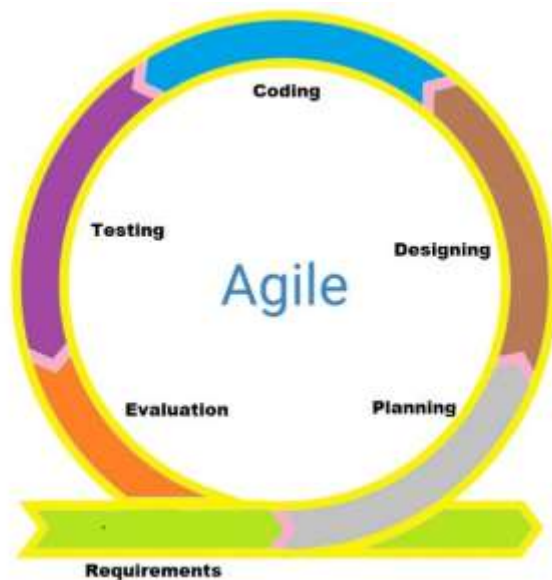 Coding
Testing
Designing
Agile
Evaluation
Planning
Requirements